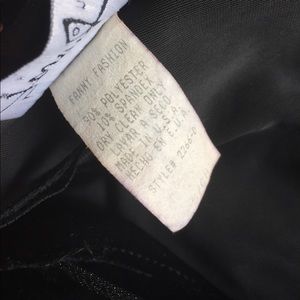 FANNY FASHION
90% POLYESTER
10% SPANDEX
DRY CLEAN ONLY
LAVAR A SECO
MADE IN U.S.A.
HECHO EN E.U.A.
STYLE#